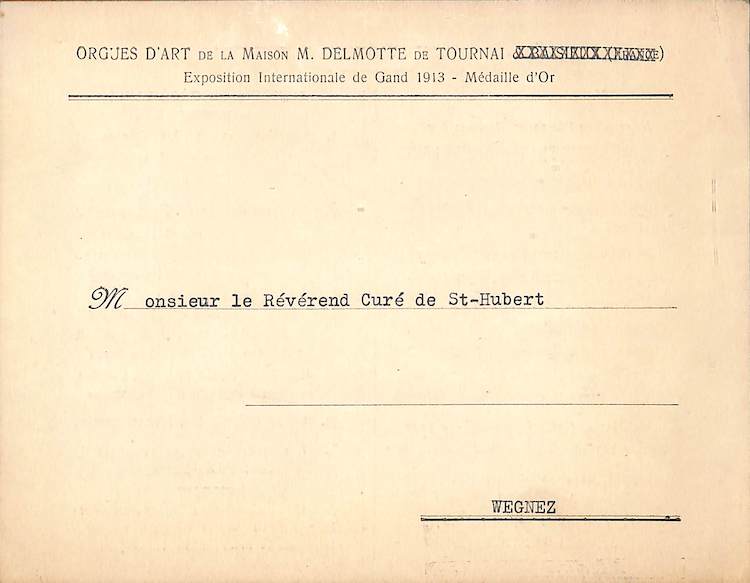 ORGUES D'ART DE LA MAISON M. DELMOTTE DE TOURNAI
Exposition Internationale de Gand 1913 - Médaille d'Or
Monsieur le Révérend Curé de St-Hubert
WEGNEZ